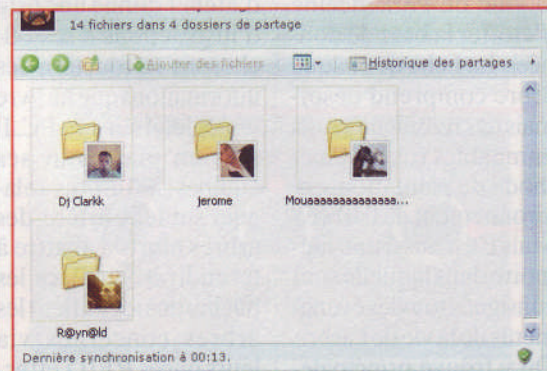 14 fichiers dans 4 dossiers de partage
Ajouter des fichiers
Historique des partages
Dj Clarkk
jerome
Mouaaaaaaaaaaaaaa...
R@yn@ld
Dernière synchronisation à 00:13.